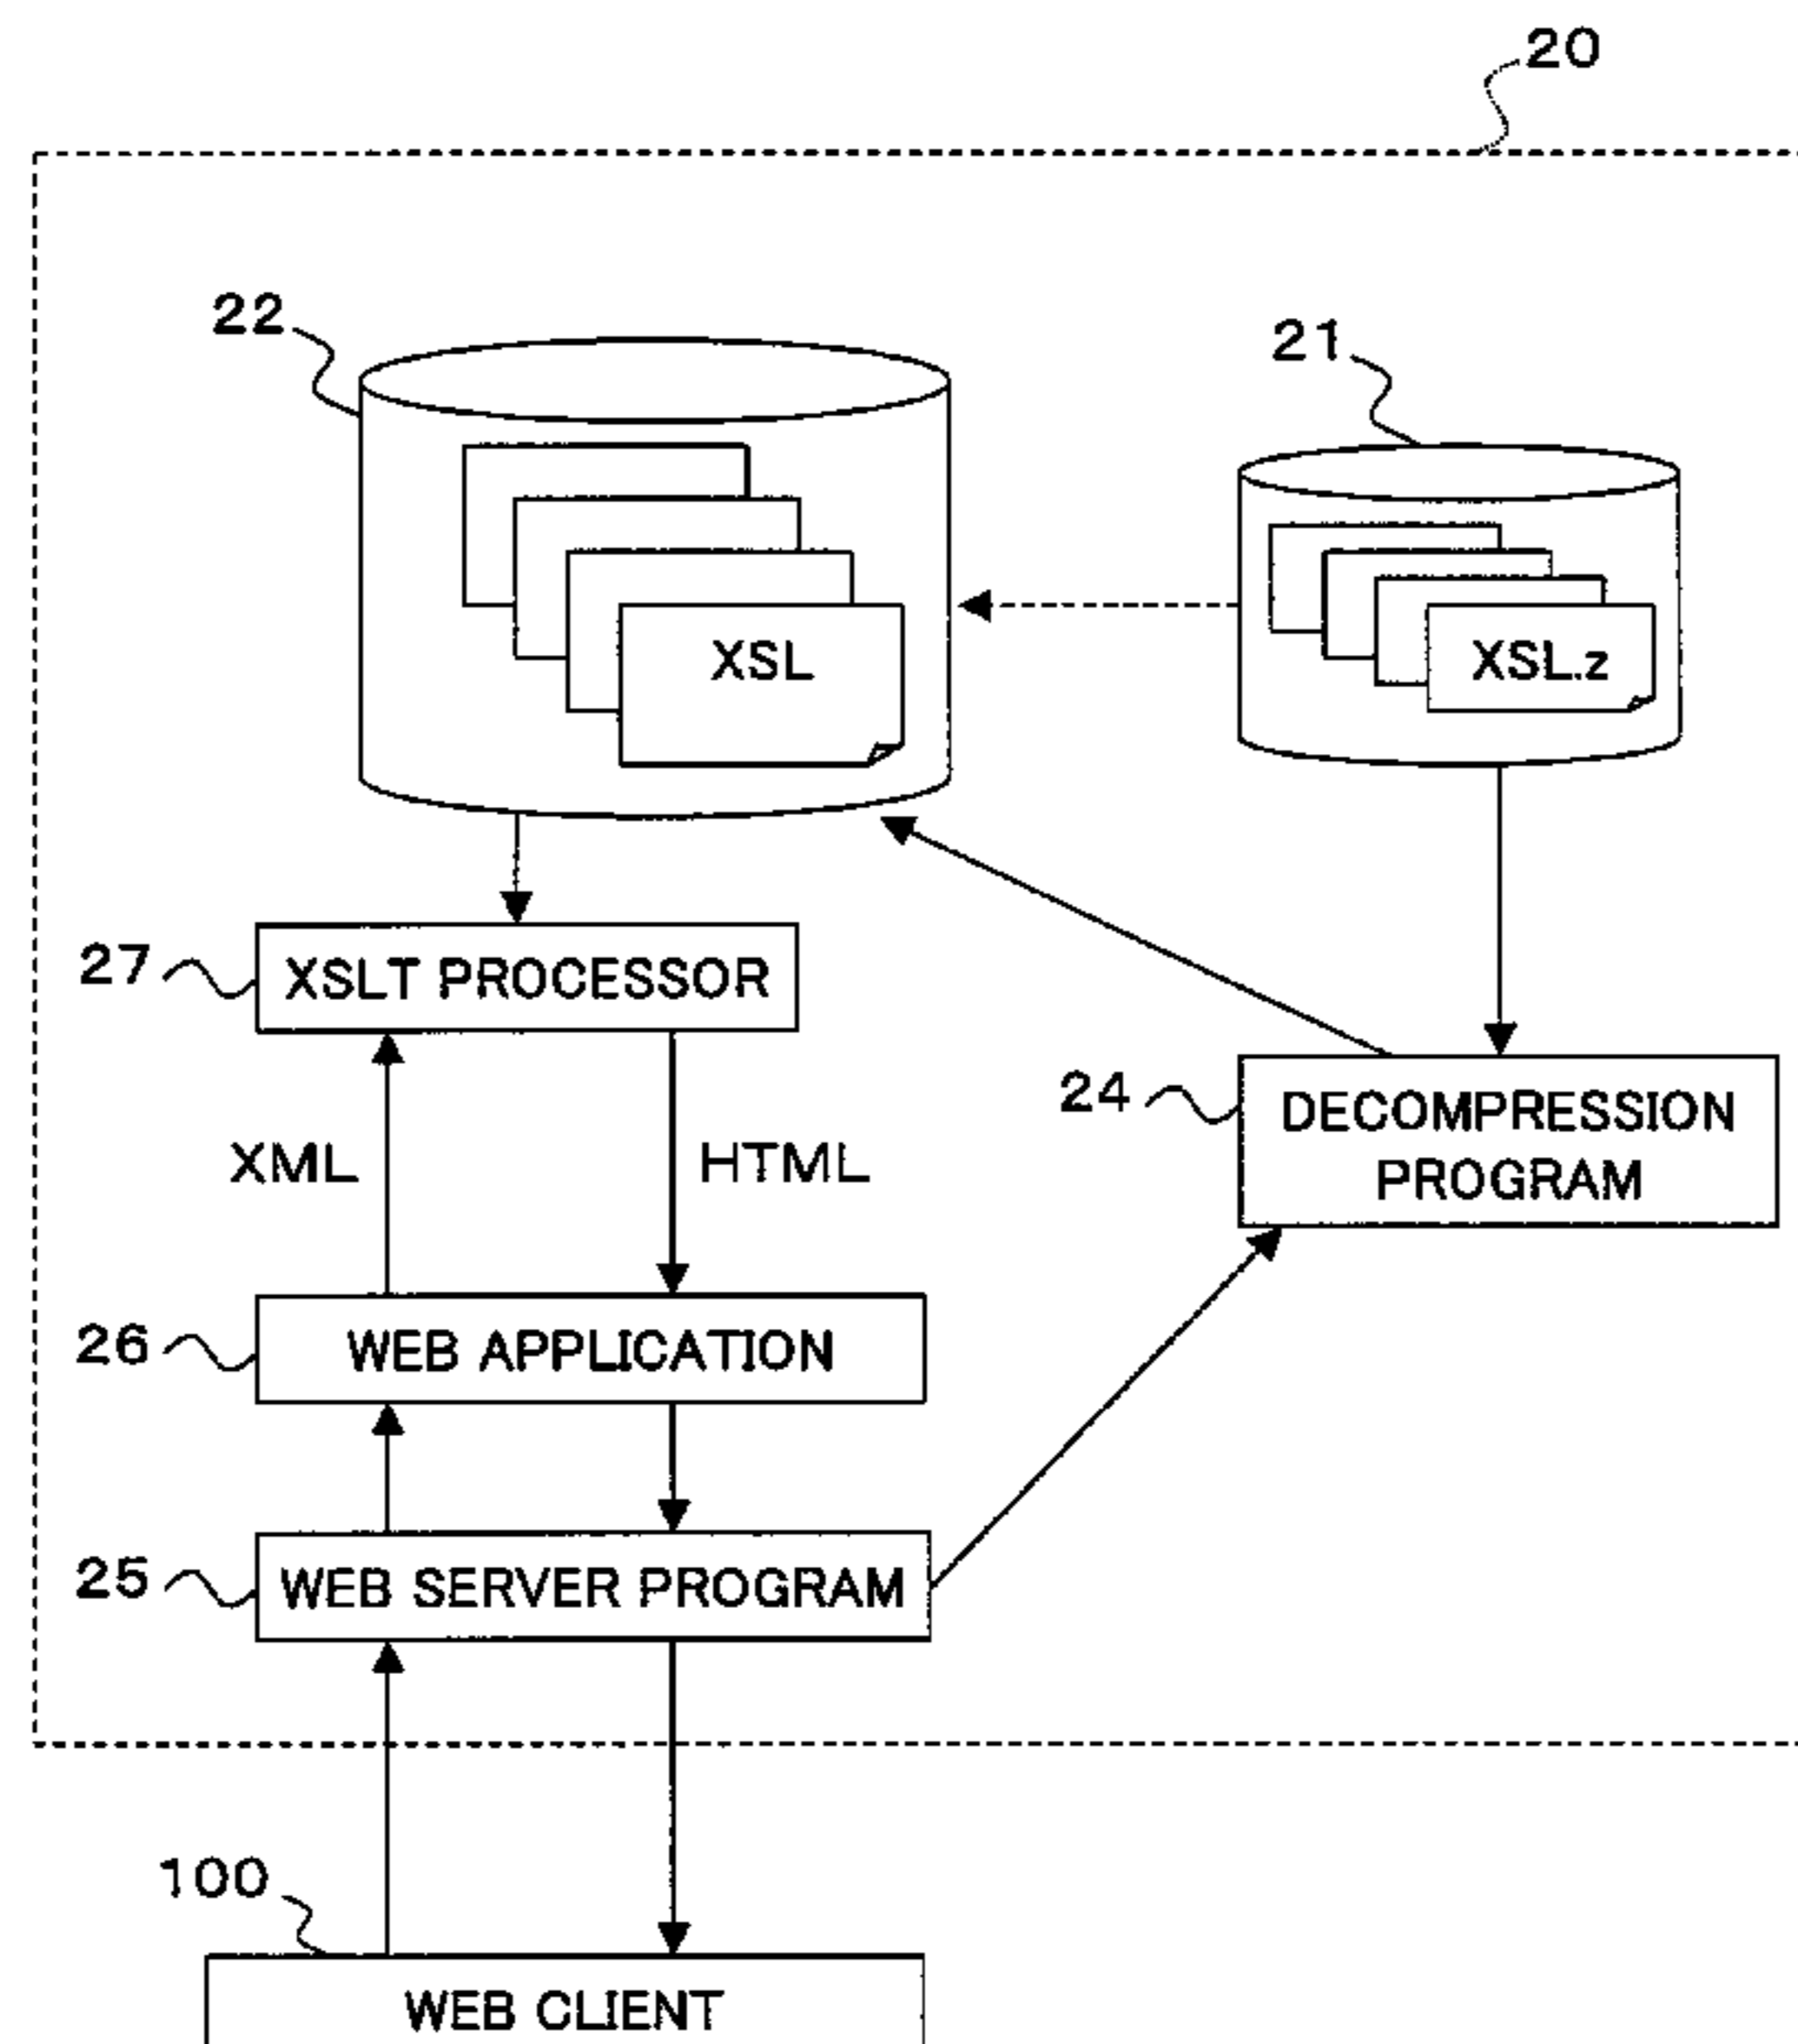 20
22
21
XSL
XSL.z
27
XSLT PROCESSOR
24
DECOMPRESSION
PROGRAM
XML
HTML
26
WEB APPLICATION
25
WEB SERVER PROGRAM
100
WEB CLIENT